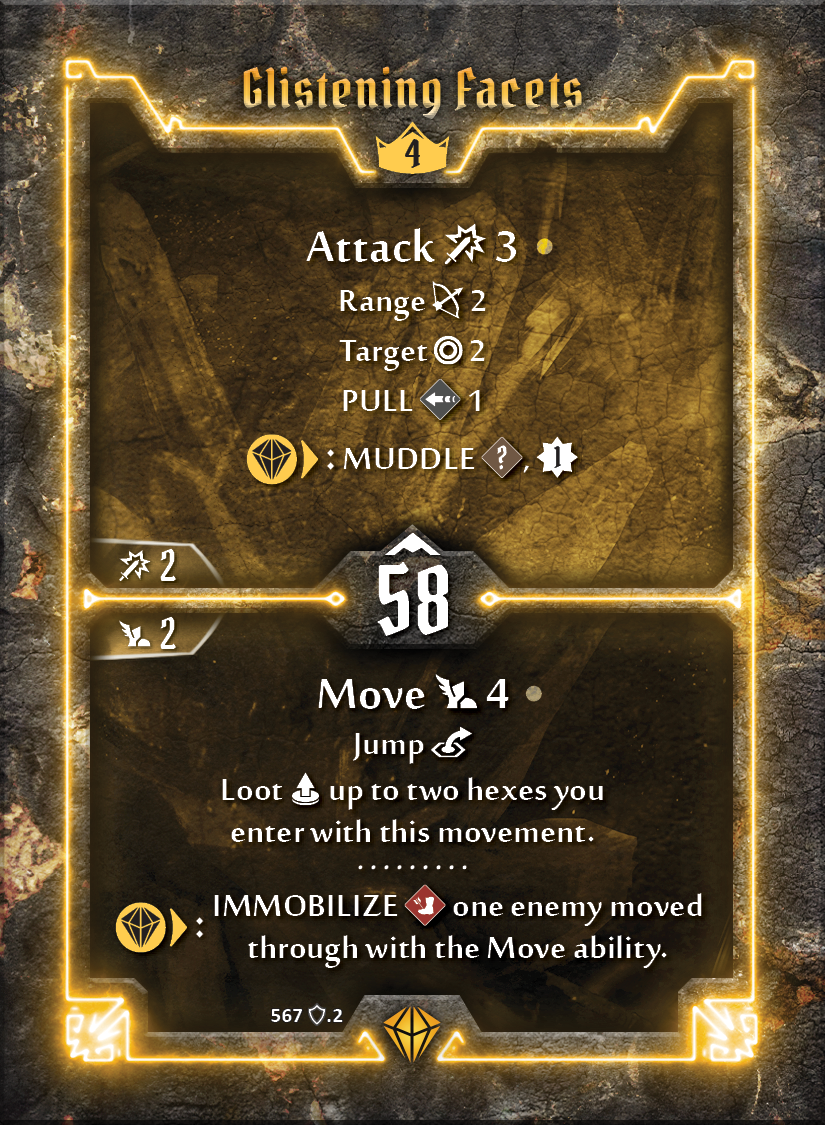 Glistening Facets
4
Attack 3
Range 2
Target 2
PULL 1
: MUDDLE ?, 1
2
58
2
Move 4
Jump
Loot up to two hexes you
enter with this movement.
.........
: IMMOBILIZE one enemy moved
through with the Move ability.
567 .2